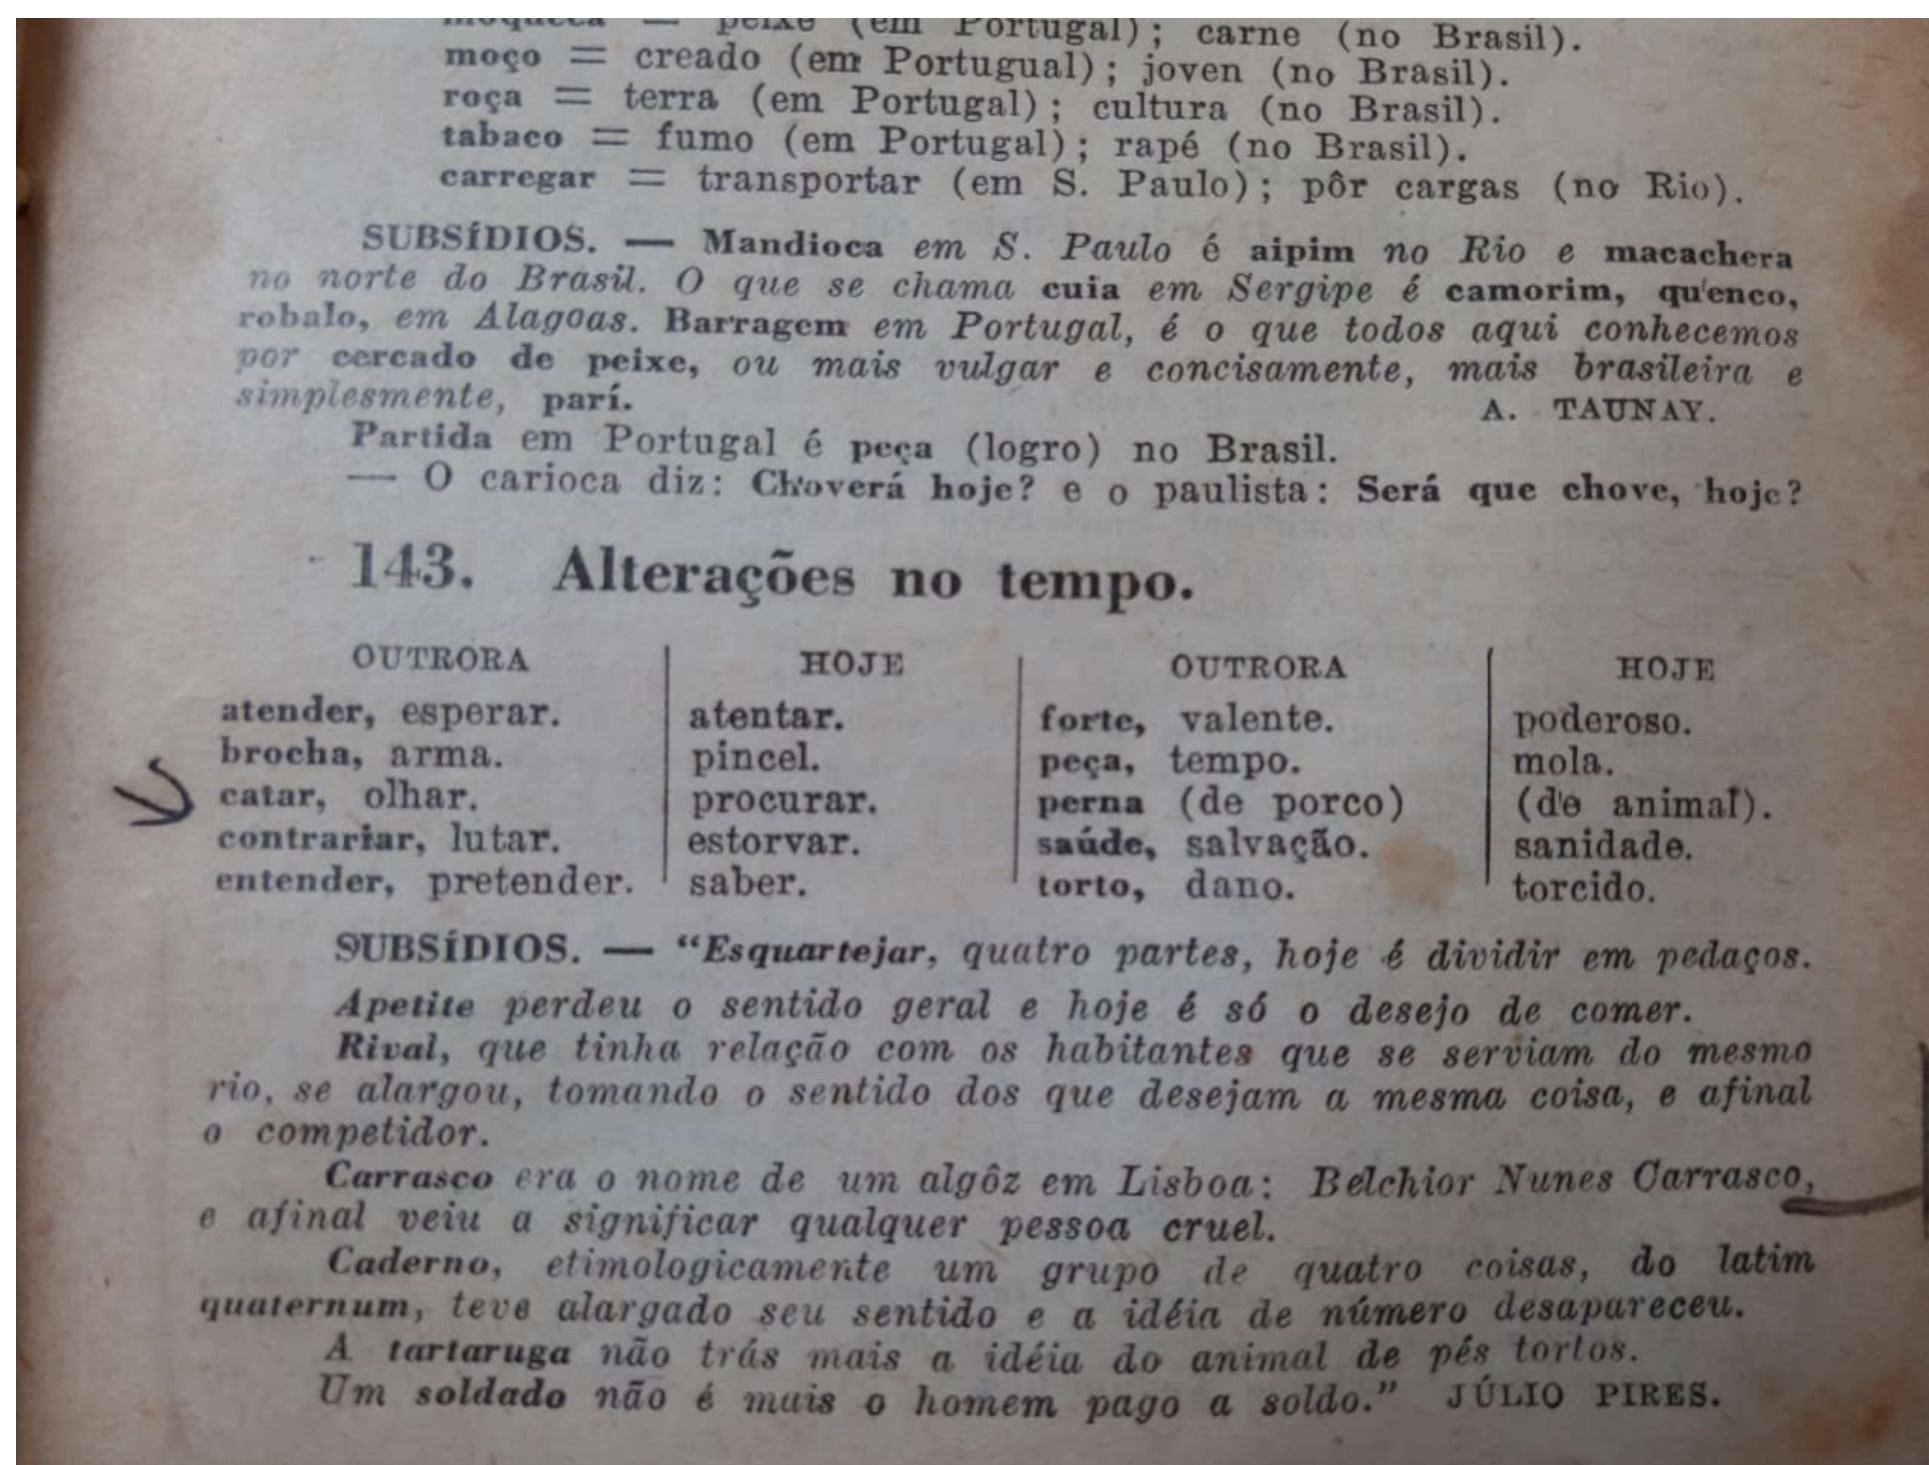 moqueca = peixe (em Portugal); carne (no Brasil).
moço = creado (em Portugual); joven (no Brasil).
roça = terra (em Portugal); cultura (no Brasil).
tabaco = fumo (em Portugal); rapé (no Brasil).
carregar = transportar (em S. Paulo); pôr cargas (no Rio).
SUBSÍDIOS. — Mandioca em S. Paulo é aipim no Rio e macachera
no norte do Brasil. O que se chama cuia em Sergipe é camorim, qu'enco,
robalo, em Alagoas. Barragem em Portugal, é o que todos aqui conhecemos
por cercado de peixe, ou mais vulgar e concisamente, mais brasileira e
simplesmente, parí. A. TAUNAY.
Partida em Portugal é peça (logro) no Brasil.
— O carioca diz: Choverá hoje? e o paulista: Será que chove, hoje?
143. Alterações no tempo.
OUTRORA HOJE OUTRORA HOJE
atender, esperar. atentar. forte, valente. poderoso.
brocha, arma. pincel. peça, tempo. mola.
catar, olhar. procurar. perna (de porco) (de animal).
contrariar, lutar. estorvar. saúde, salvação. sanidade.
entender, pretender. saber. torto, dano. torcido.
SUBSÍDIOS. — "Esquartejar, quatro partes, hoje é dividir em pedaços.
Apetite perdeu o sentido geral e hoje é só o desejo de comer.
Rival, que tinha relação com os habitantes que se serviam do mesmo
rio, se alargou, tomando o sentido dos que desejam a mesma coisa, e afinal
o competidor.
Carrasco era o nome de um algôz em Lisboa: Belchior Nunes Carrasco,
e afinal veiu a significar qualquer pessoa cruel.
Caderno, etimologicamente um grupo de quatro coisas, do latim
quaternum, teve alargado seu sentido e a idéia de número desapareceu.
A tartaruga não trás mais a idéia do animal de pés tortos.
Um soldado não é mais o homem pago a soldo." JÚLIO PIRES.